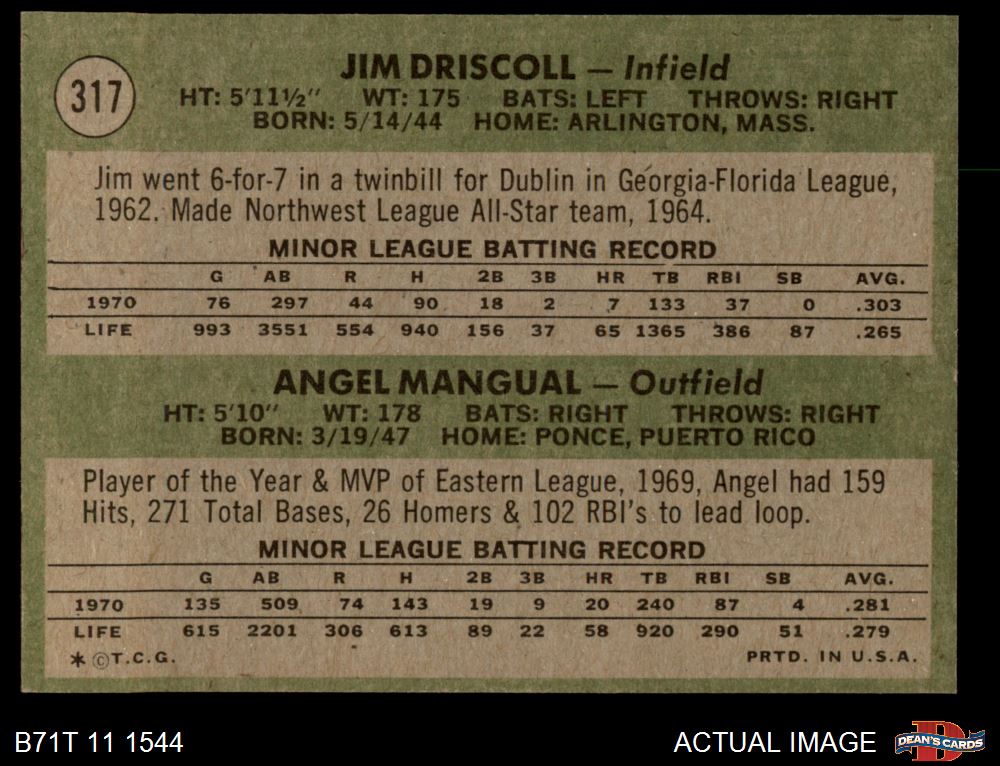 317
JIM DRISCOLL — Infield
HT: 5'11½" WT: 175 BATS: LEFT THROWS: RIGHT
BORN: 5/14/44 HOME: ARLINGTON, MASS.
Jim went 6-for-7 in a twinbill for Dublin in Georgia-Florida League,
1962. Made Northwest League All-Star team, 1964.
MINOR LEAGUE BATTING RECORD
G AB R H 2B 3B HR TB RBI SB AVG.
1970 76 297 44 90 18 2 7 133 37 0 .303
LIFE 993 3551 554 940 156 37 65 1365 386 87 .265
ANGEL MANGUAL — Outfield
HT: 5'10" WT: 178 BATS: RIGHT THROWS: RIGHT
BORN: 3/19/47 HOME: PONCE, PUERTO RICO
Player of the Year & MVP of Eastern League, 1969, Angel had 159
Hits, 271 Total Bases, 26 Homers & 102 RBI's to lead loop.
MINOR LEAGUE BATTING RECORD
G AB R H 2B 3B HR TB RBI SB AVG.
1970 135 509 74 143 19 9 20 240 87 4 .281
LIFE 615 2201 306 613 89 22 58 920 290 51 .279
* ©T.C.G. PRTD. IN U.S.A.
B71T 11 1544 ACTUAL IMAGE D DEAN'S CARDS